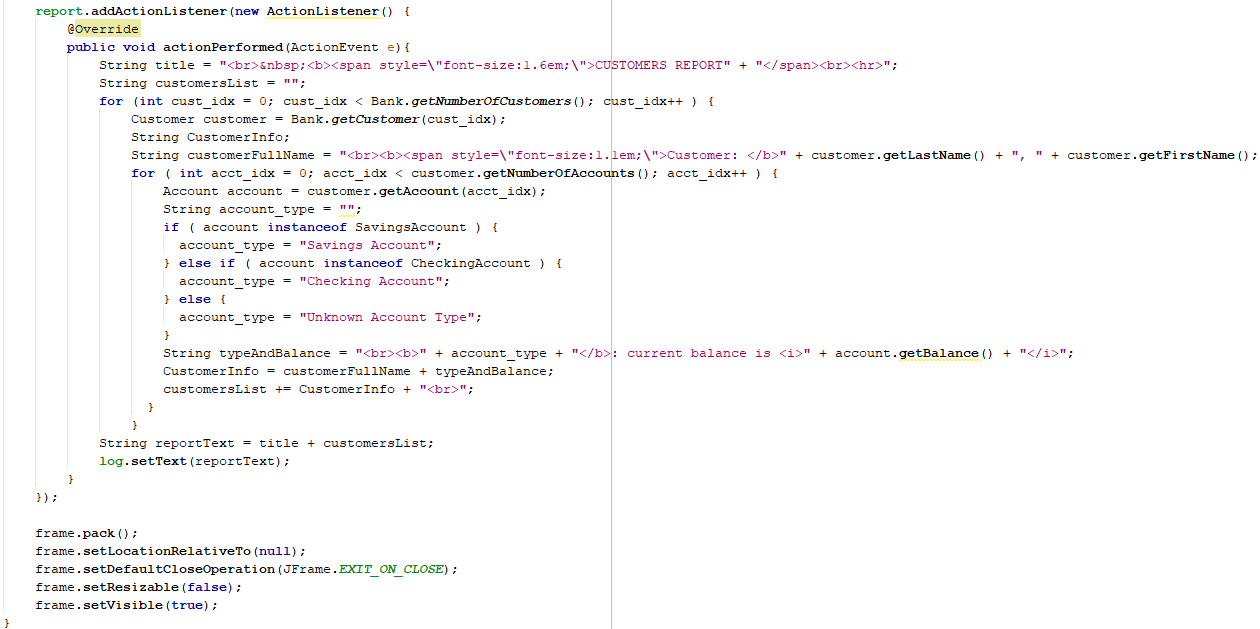 report.addActionListener(new ActionListener() {
    @Override
    public void actionPerformed(ActionEvent e){
        String title = "<br>&nbsp;<b><span style=\"font-size:1.6em;\">CUSTOMERS REPORT" + "</span><br><hr>";
        String customersList = "";
        for (int cust_idx = 0; cust_idx < Bank.getNumberOfCustomers(); cust_idx++ ) {
            Customer customer = Bank.getCustomer(cust_idx);
            String CustomerInfo;
            String customerFullName = "<br><b><span style=\"font-size:1.1em;\">Customer: </b>" + customer.getLastName() + ", " + customer.getFirstName();
            for ( int acct_idx = 0; acct_idx < customer.getNumberOfAccounts(); acct_idx++ ) {
                Account account = customer.getAccount(acct_idx);
                String account_type = "";
                if ( account instanceof SavingsAccount ) {
                  account_type = "Savings Account";
                } else if ( account instanceof CheckingAccount ) {
                  account_type = "Checking Account";
                } else {
                  account_type = "Unknown Account Type";
                }
                String typeAndBalance = "<br><b>" + account_type + "</b>: current balance is <i>" + account.getBalance() + "</i>";
                CustomerInfo = customerFullName + typeAndBalance;
                customersList += CustomerInfo + "<br>";
              }
            }
        String reportText = title + customersList;
        log.setText(reportText);
    }
});
frame.pack();
frame.setLocationRelativeTo(null);
frame.setDefaultCloseOperation(JFrame.EXIT_ON_CLOSE);
frame.setResizable(false);
frame.setVisible(true);
}